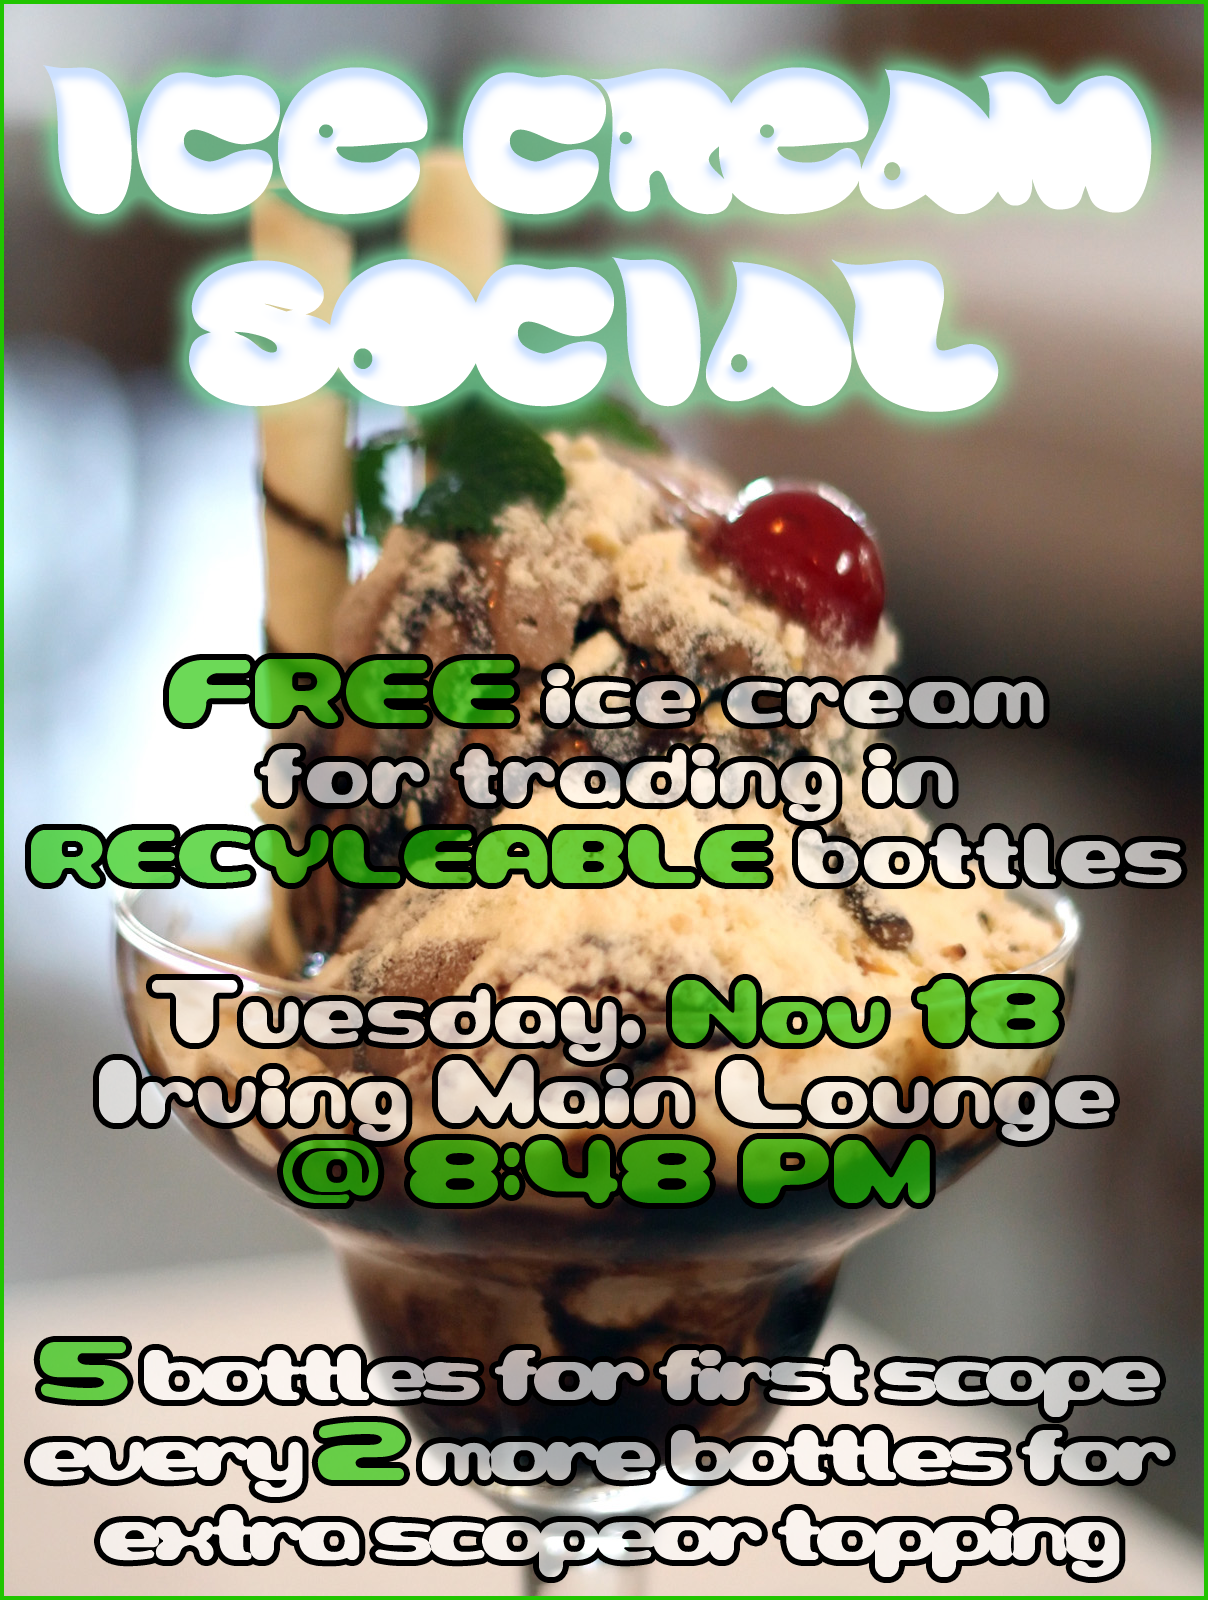 ICE CREAM
SOCIAL
FREE ice cream
for trading in
RECYLEABLE bottles
Tuesday. Nov 18
Irving Main Lounge
@ 8:48 PM
5 bottles for first scope
every 2 more bottles for
extra scopeor topping